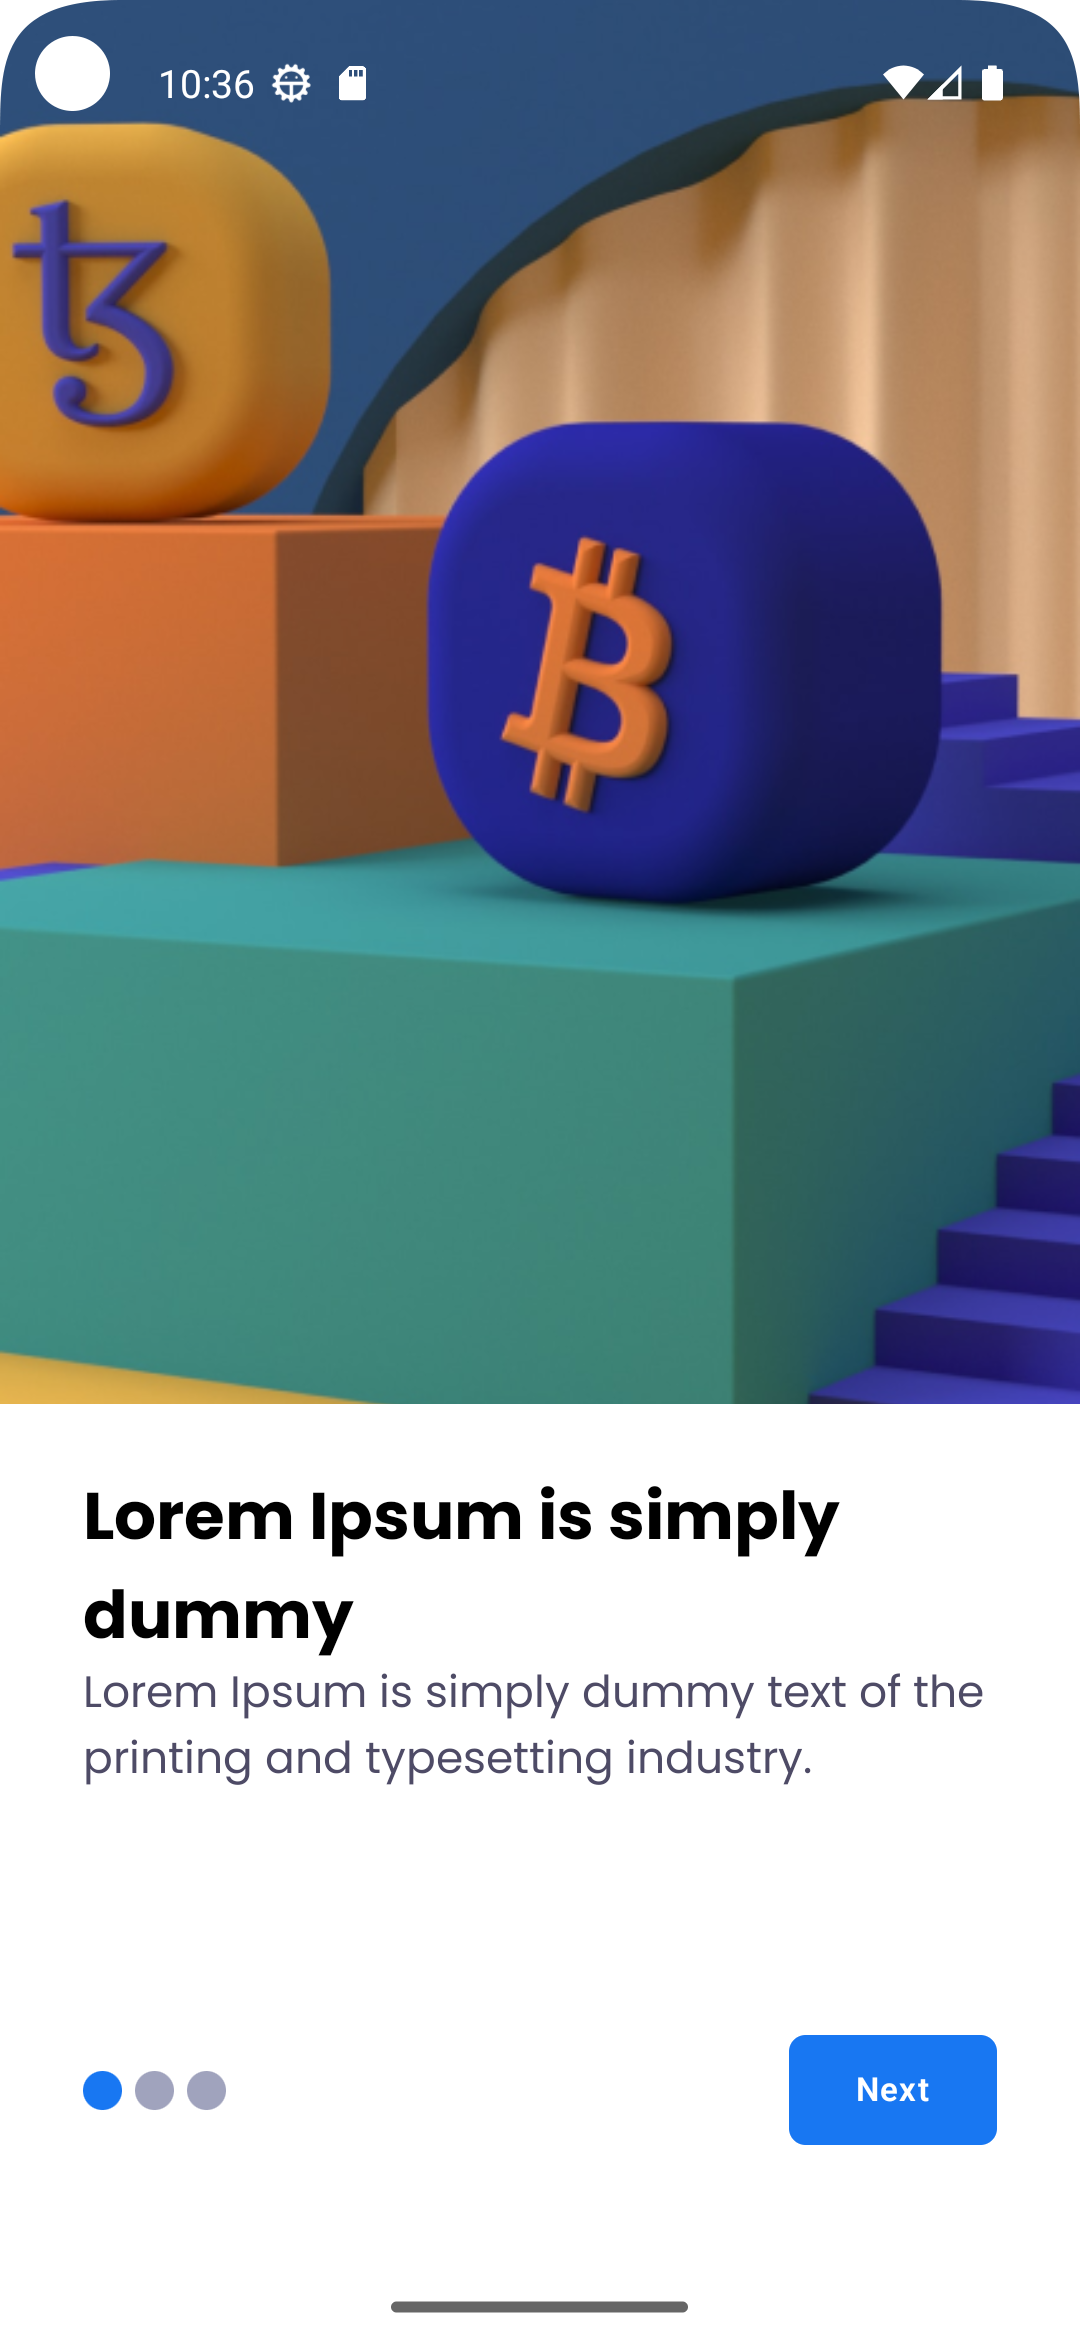 10:36
ꜩ
₿
Lorem Ipsum is simply
dummy
Lorem Ipsum is simply dummy text of the
printing and typesetting industry.
Next